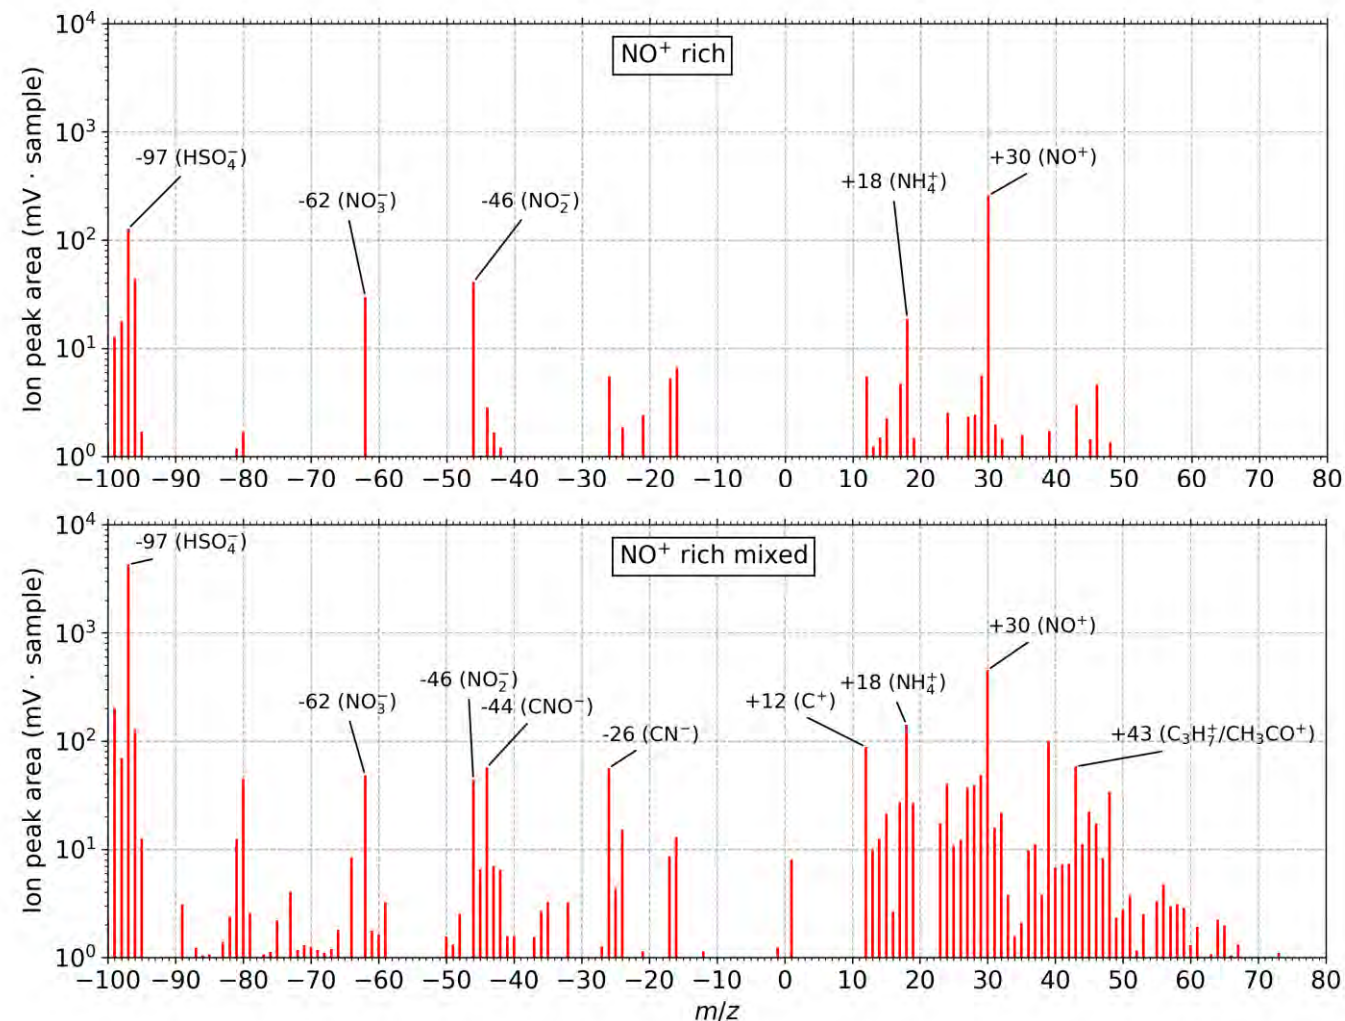 Ion peak area (mV · sample)
10⁴
10³
10²
10¹
10⁰
NO⁺ rich
-97 (HSO₄⁻)
-62 (NO₃⁻)
-46 (NO₂⁻)
+18 (NH₄⁺)
+30 (NO⁺)
−100 −90 −80 −70 −60 −50 −40 −30 −20 −10 0 10 20 30 40 50 60 70 80
Ion peak area (mV · sample)
10⁴
10³
10²
10¹
10⁰
NO⁺ rich mixed
-97 (HSO₄⁻)
-62 (NO₃⁻)
-46 (NO₂⁻)
-44 (CNO⁻)
-26 (CN⁻)
+12 (C⁺)
+18 (NH₄⁺)
+30 (NO⁺)
+43 (C₃H₇⁺/CH₃CO⁺)
−100 −90 −80 −70 −60 −50 −40 −30 −20 −10 0 10 20 30 40 50 60 70 80
m/z